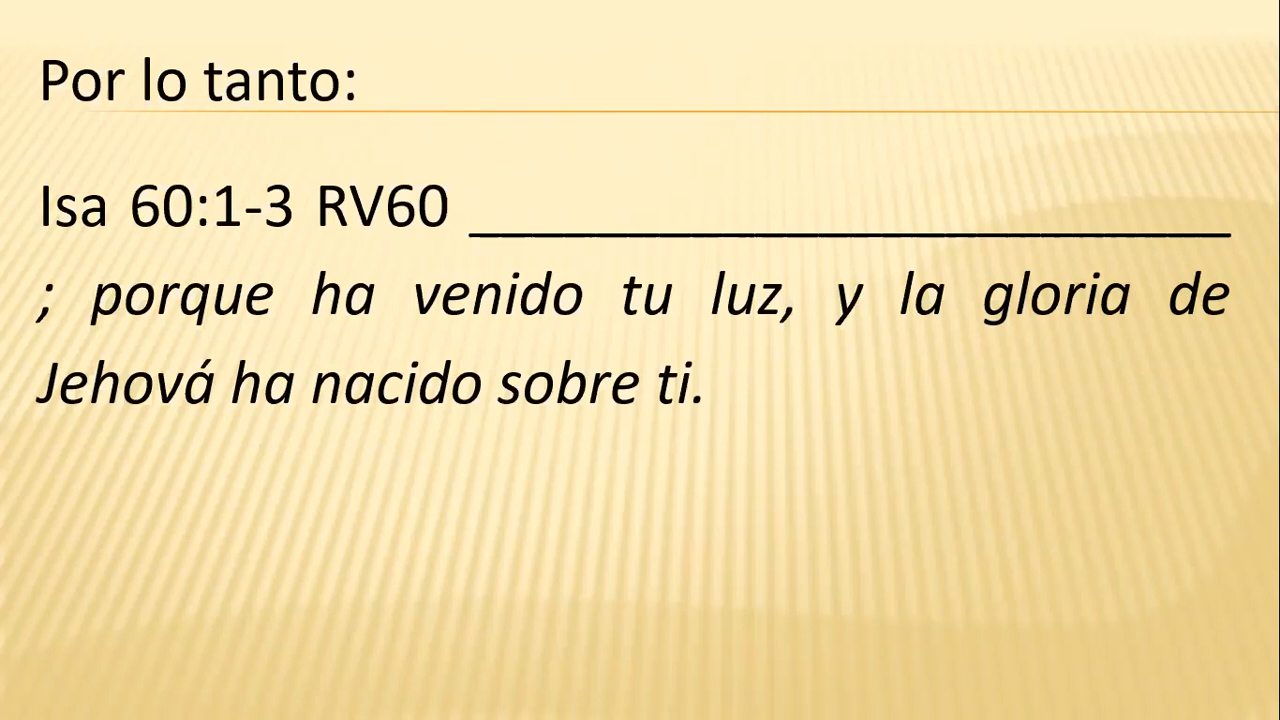 Por lo tanto:
Isa 60:1-3 RV60 ________________________
; porque ha venido tu luz, y la gloria de
Jehová ha nacido sobre ti.